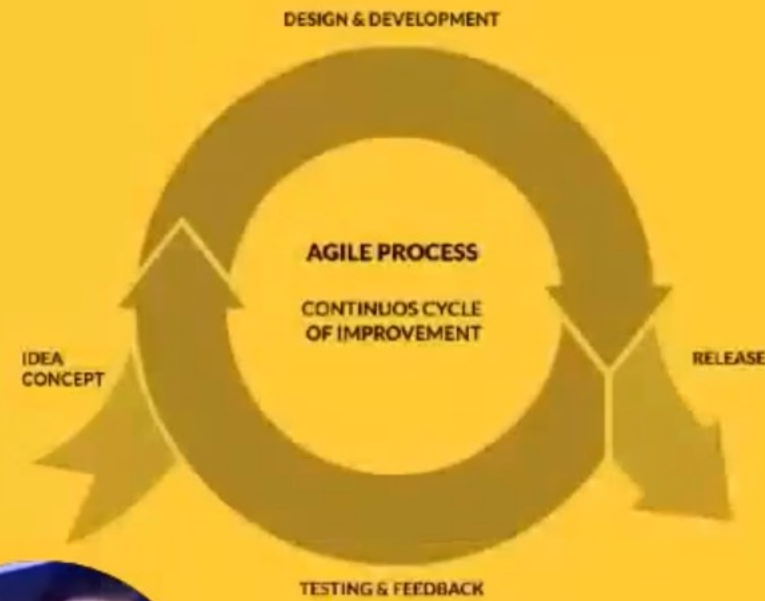 DESIGN & DEVELOPMENT
AGILE PROCESS
CONTINUOS CYCLE
OF IMPROVEMENT
IDEA
CONCEPT
RELEASE
TESTING & FEEDBACK